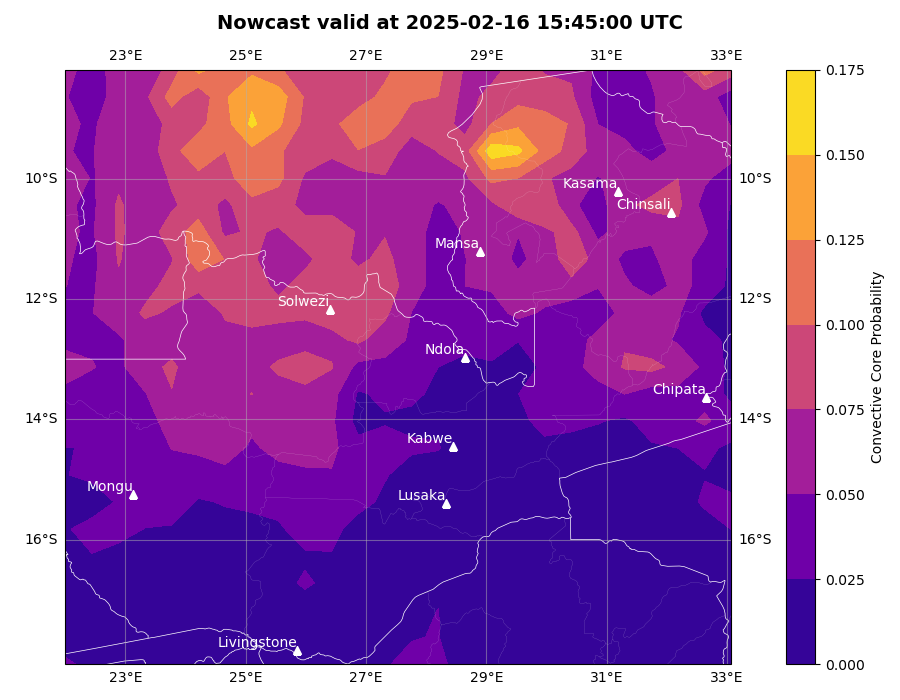 Nowcast valid at 2025-02-16 15:45:00 UTC
23°E 25°E 27°E 29°E 31°E 33°E
0.175
0.150
0.125
0.100
0.075
0.050
0.025
0.000
Convective Core Probability
10°S 10°S
12°S 12°S
14°S 14°S
16°S 16°S
Kasama
Chinsali
Mansa
Solwezi
Ndola
Chipata
Kabwe
Mongu
Lusaka
Livingstone
23°E 25°E 27°E 29°E 31°E 33°E